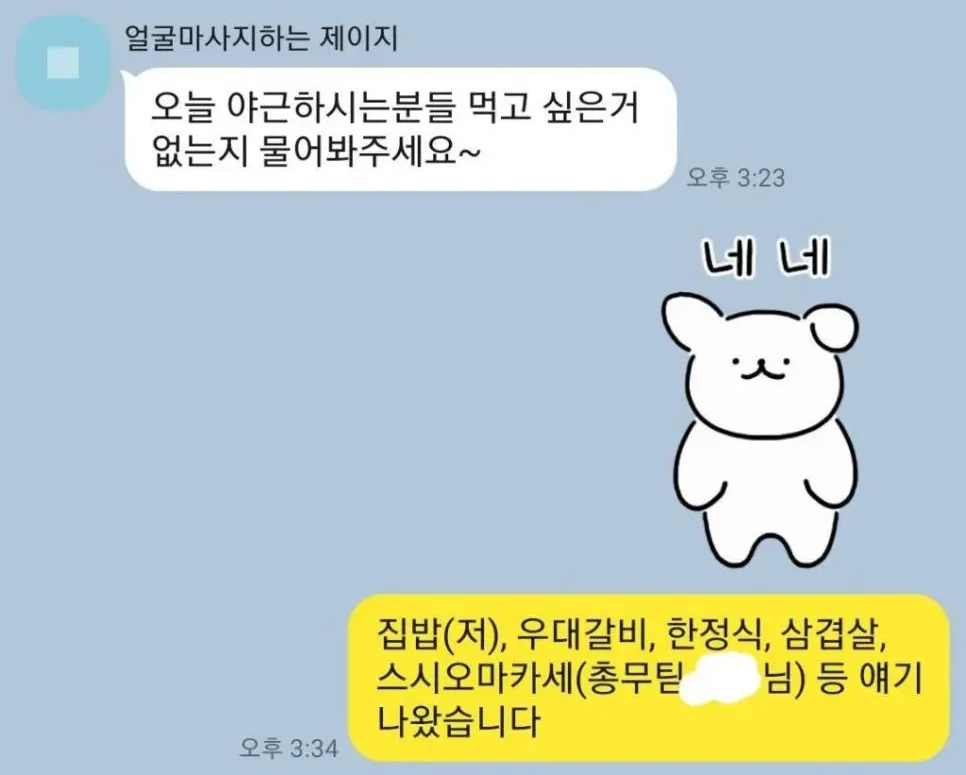 얼굴마사지하는 제이지
오늘 야근하시는분들 먹고 싶은거
없는지 물어봐주세요~
오후 3:23
네 네
집밥(저), 우대갈비, 한정식, 삼겹살,
스시오마카세(총무팀 님) 등 얘기
나왔습니다
오후 3:34